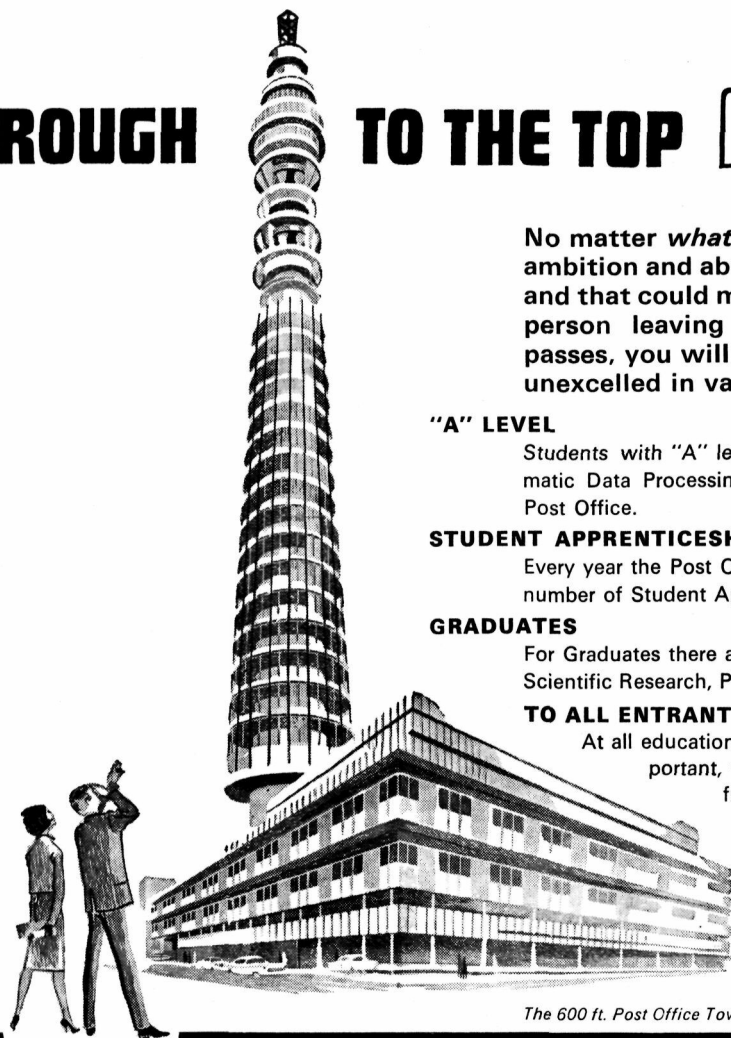 ROUGH TO THE TOP
No matter what
ambition and ab
and that could m
person leaving
passes, you will
unexcelled in va
"A" LEVEL
Students with "A" le
matic Data Processin
Post Office.
STUDENT APPRENTICESH
Every year the Post O
number of Student A
GRADUATES
For Graduates there a
Scientific Research, P
TO ALL ENTRANT
At all education
portant,
f
The 600 ft. Post Office Tow